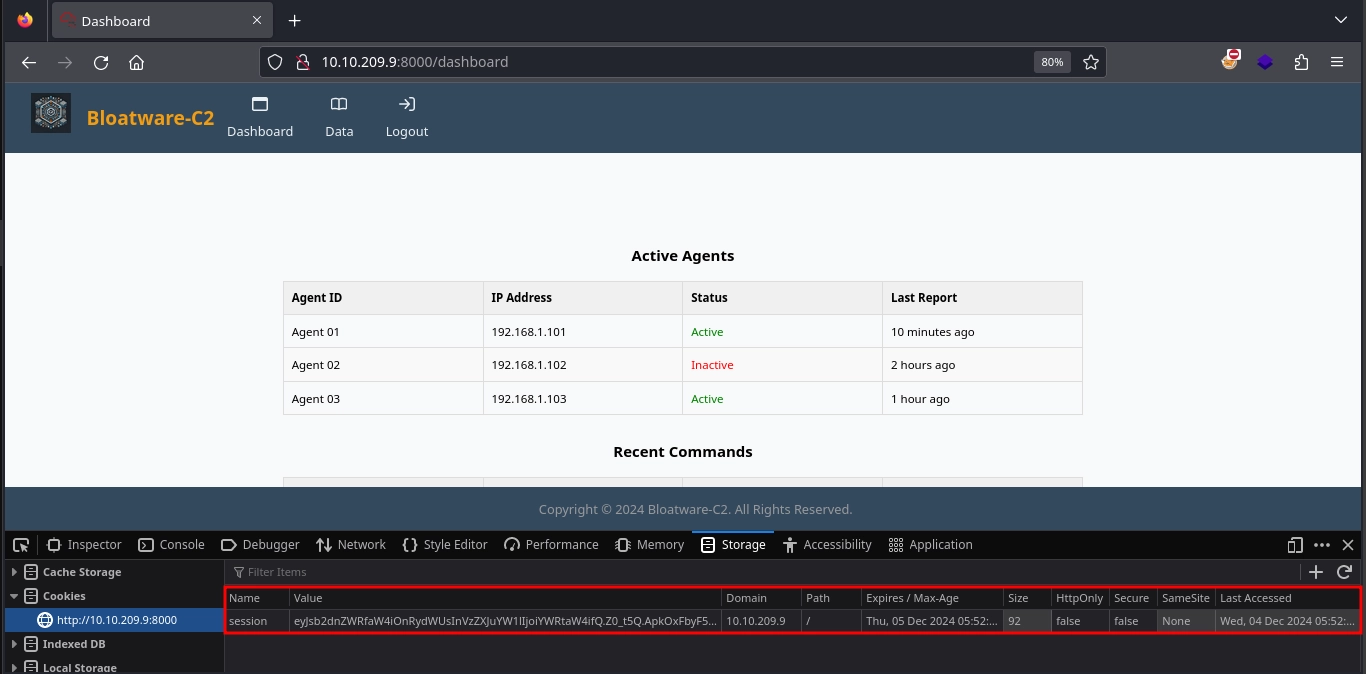 Dashboard
10.10.209.9:8000/dashboard 80%
Bloatware-C2 Dashboard Data Logout
Active Agents
Agent ID IP Address Status Last Report
Agent 01 192.168.1.101 Active 10 minutes ago
Agent 02 192.168.1.102 Inactive 2 hours ago
Agent 03 192.168.1.103 Active 1 hour ago
Recent Commands
Copyright © 2024 Bloatware-C2. All Rights Reserved.
Inspector Console Debugger Network Style Editor Performance Memory Storage Accessibility Application
Cache Storage Filter Items
Cookies Name Value Domain Path Expires / Max-Age Size HttpOnly Secure SameSite Last Accessed
http://10.10.209.9:8000 session eyJsb2dnZWRfaW4iOnRydWUsInVzZXJuYW1lIjoiYWRtaW4ifQ.Z0_t5Q.ApkOxFbyF5... 10.10.209.9 / Thu, 05 Dec 2024 05:52:... 92 false false None Wed, 04 Dec 2024 05:52:...
Indexed DB
Local Storage